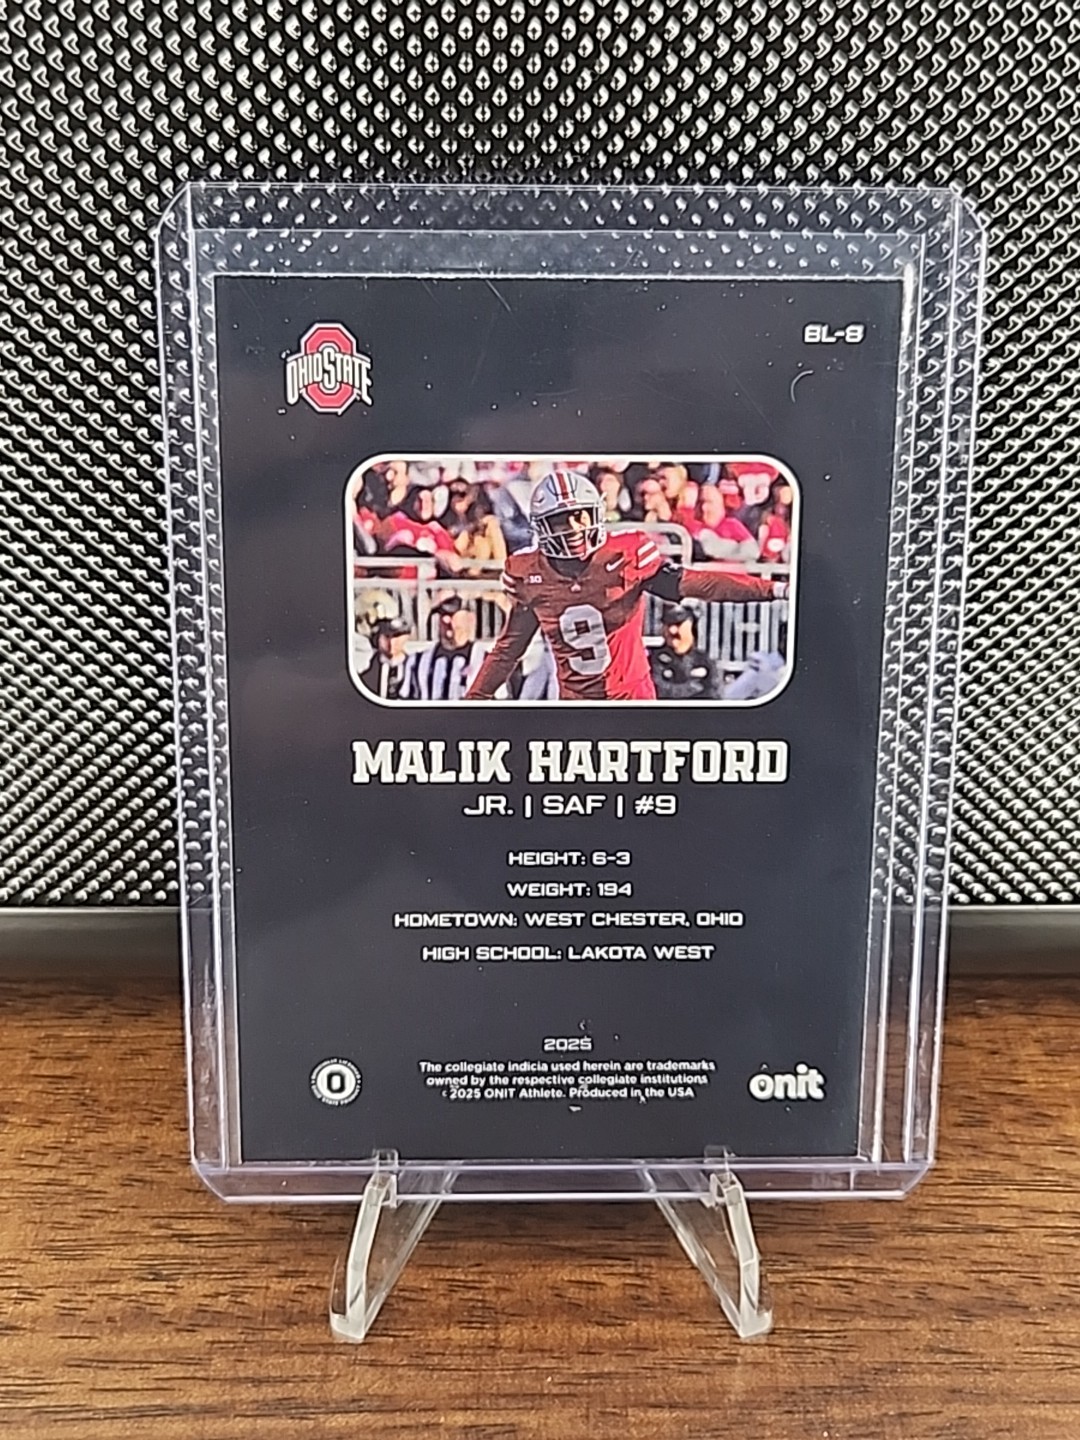 OHIO STATE
BL-8
9
MALIK HARTFORD
JR. | SAF | #9
HEIGHT: 6-3
WEIGHT: 194
HOMETOWN: WEST CHESTER, OHIO
HIGH SCHOOL: LAKOTA WEST
2025
The collegiate indicia used herein are trademarks
owned by the respective collegiate institutions
2025 ONIT Athlete. Produced in the USA
O
onit